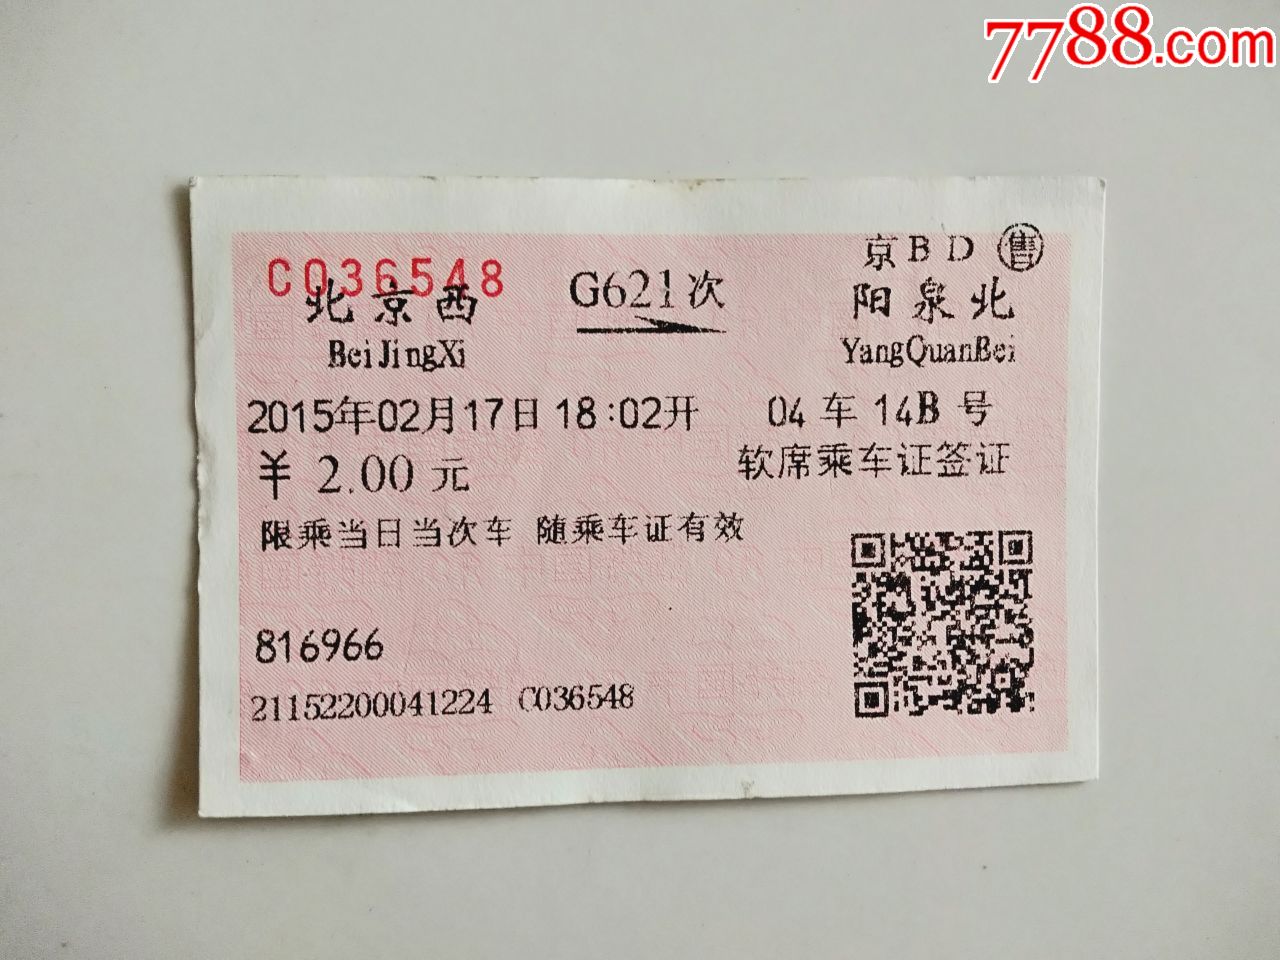 7788.com
京BD 售
C036548
北京西 G621次 阳泉北
BeiJingXi YangQuanBei
2015年02月17日 18:02开 04车14B号
¥2.00元 软席乘车证签证
限乘当日当次车 随乘车证有效
816966
21152200041224 C036548